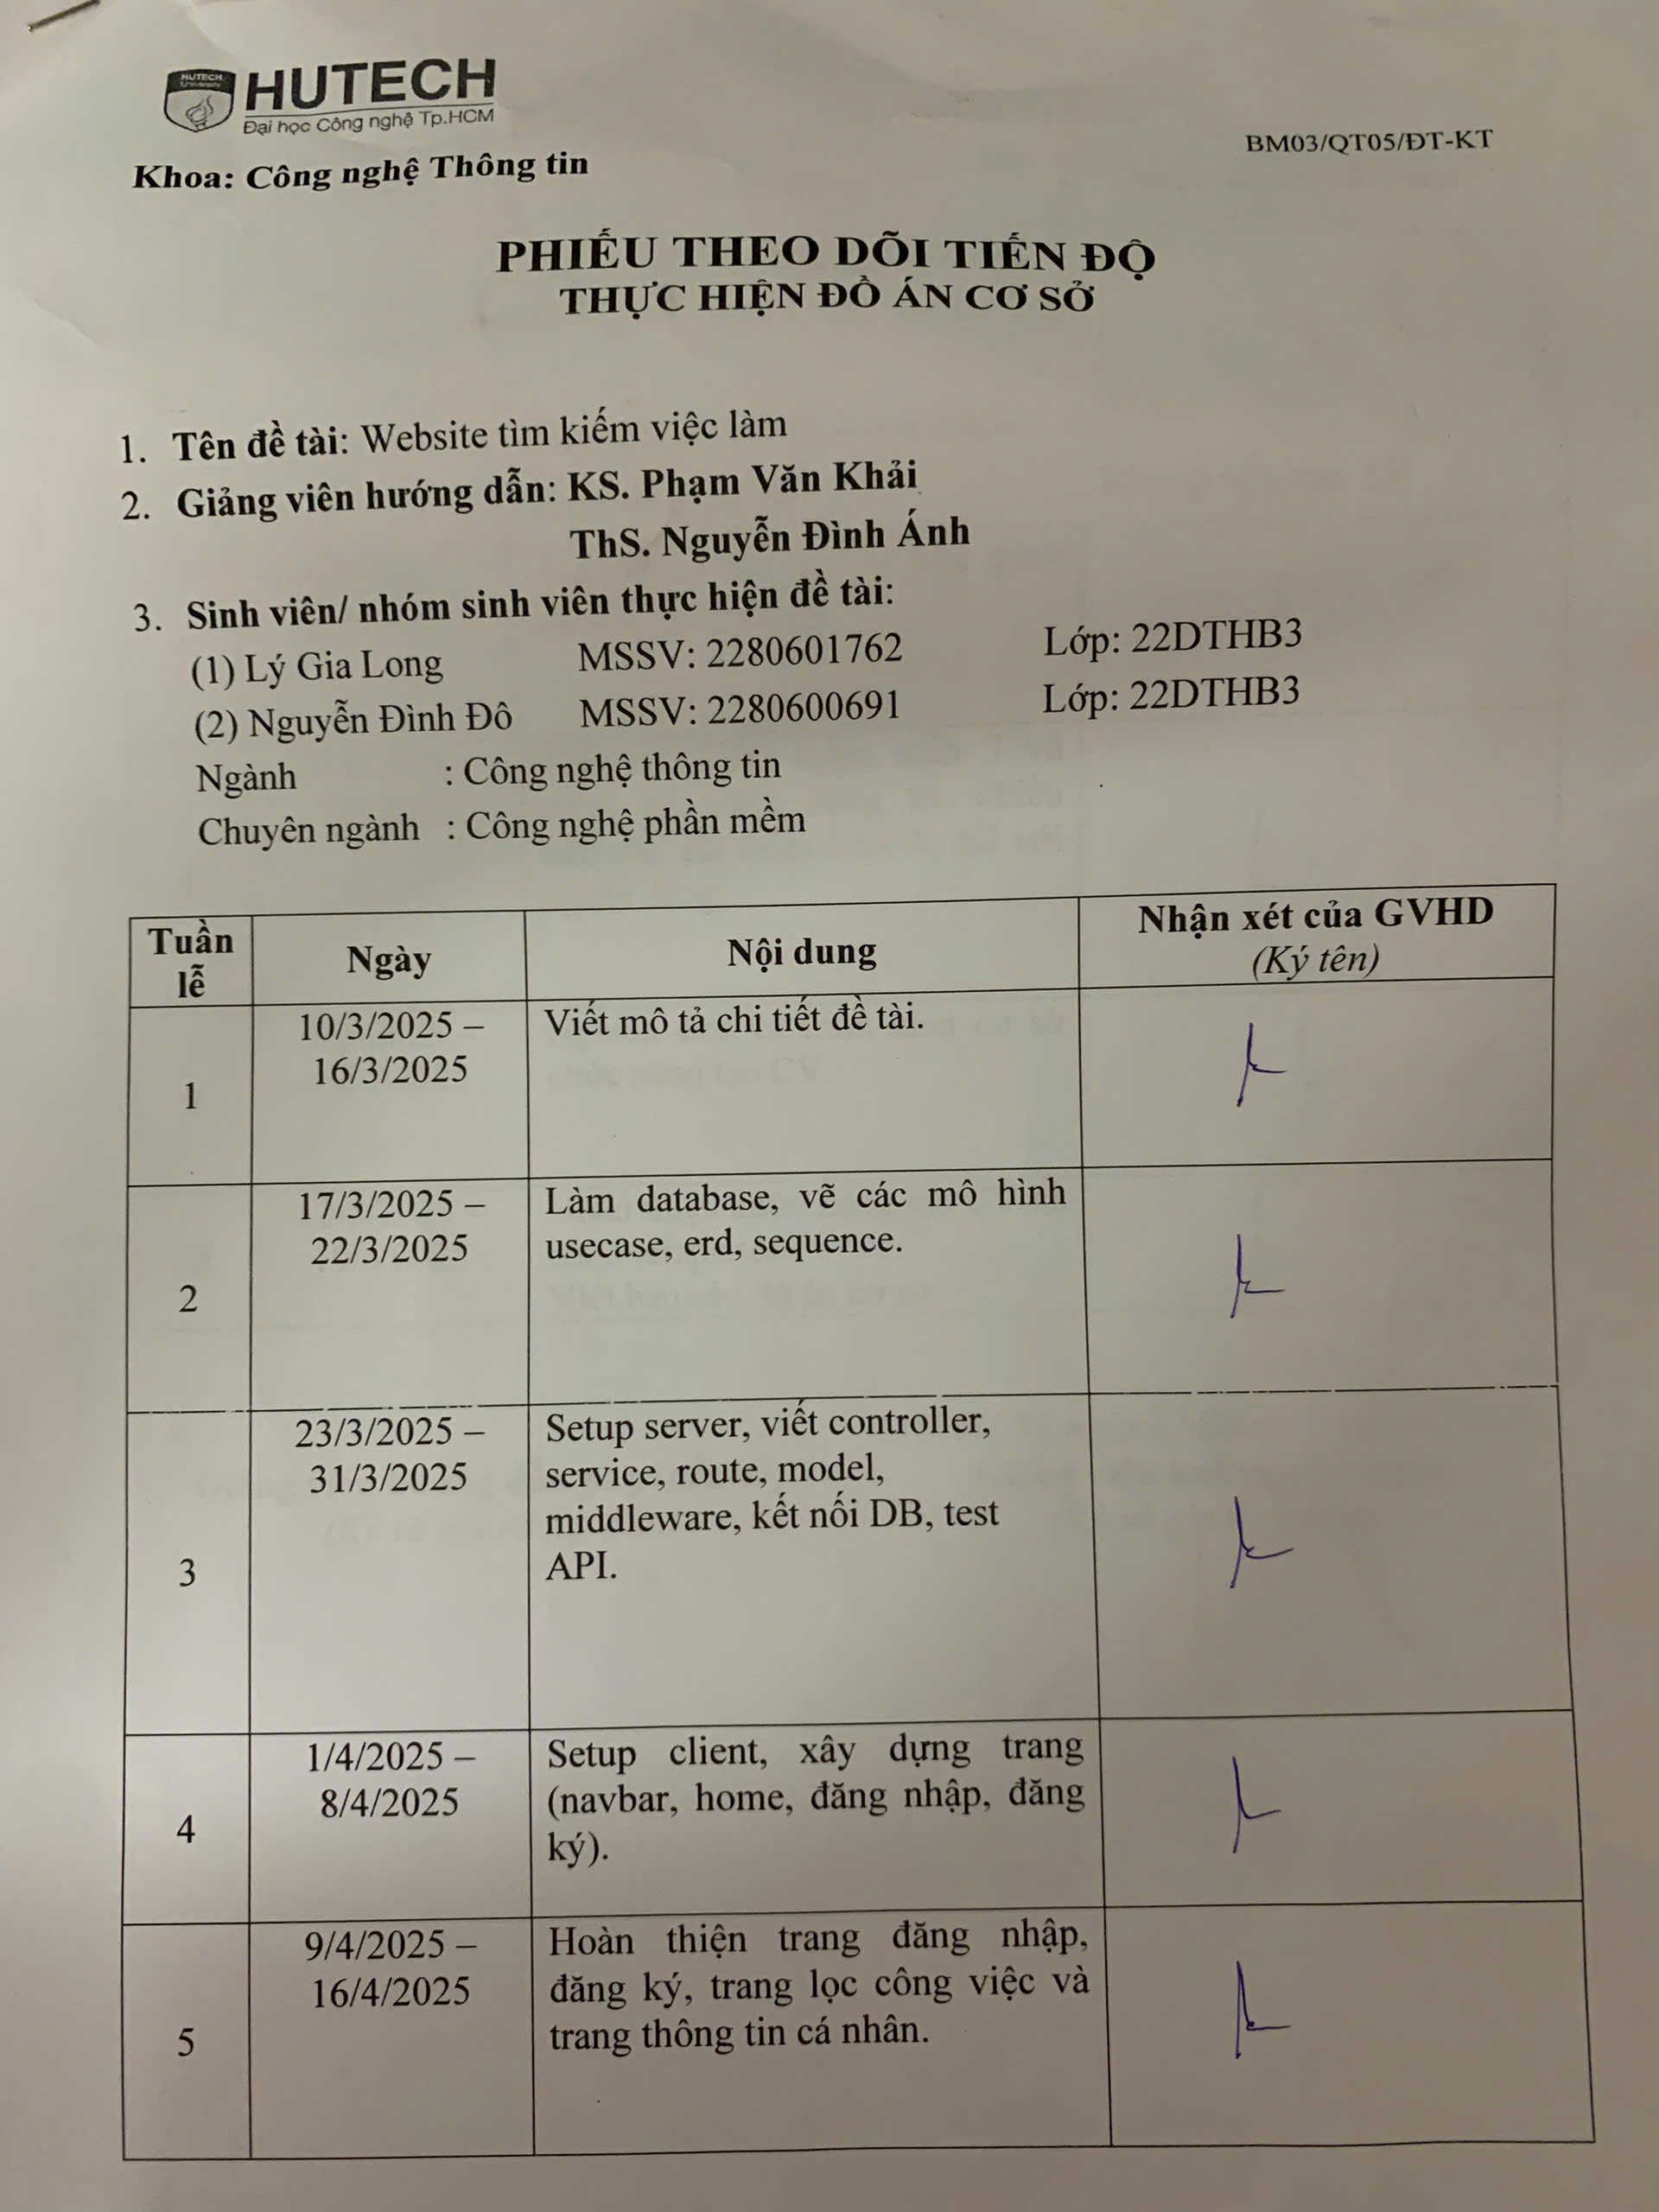 HUTECH
University
HUTECH
Đại học Công nghệ Tp.HCM
Khoa: Công nghệ Thông tin
BM03/QT05/ĐT-KT
PHIẾU THEO DÕI TIẾN ĐỘ
THỰC HIỆN ĐỒ ÁN CƠ SỞ
1. Tên đề tài: Website tìm kiếm việc làm
2. Giảng viên hướng dẫn: KS. Phạm Văn Khải
ThS. Nguyễn Đình Ánh
3. Sinh viên/ nhóm sinh viên thực hiện đề tài:
(1) Lý Gia Long MSSV: 2280601762 Lớp: 22DTHB3
(2) Nguyễn Đình Đô MSSV: 2280600691 Lớp: 22DTHB3
Ngành : Công nghệ thông tin
Chuyên ngành : Công nghệ phần mềm
Tuần
lễ
Ngày
Nội dung
Nhận xét của GVHD
(Ký tên)
1
10/3/2025 –
16/3/2025
Viết mô tả chi tiết đề tài.
2
17/3/2025 –
22/3/2025
Làm database, vẽ các mô hình
usecase, erd, sequence.
3
23/3/2025 –
31/3/2025
Setup server, viết controller,
service, route, model,
middleware, kết nối DB, test
API.
4
1/4/2025 –
8/4/2025
Setup client, xây dựng trang
(navbar, home, đăng nhập, đăng
ký).
5
9/4/2025 –
16/4/2025
Hoàn thiện trang đăng nhập,
đăng ký, trang lọc công việc và
trang thông tin cá nhân.